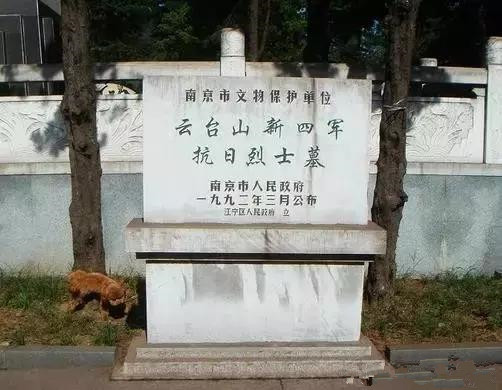 南京市文物保护单位
云台山新四军
抗日烈士墓
南京市人民政府
一九九二年三月公布
江宁区人民政府 立